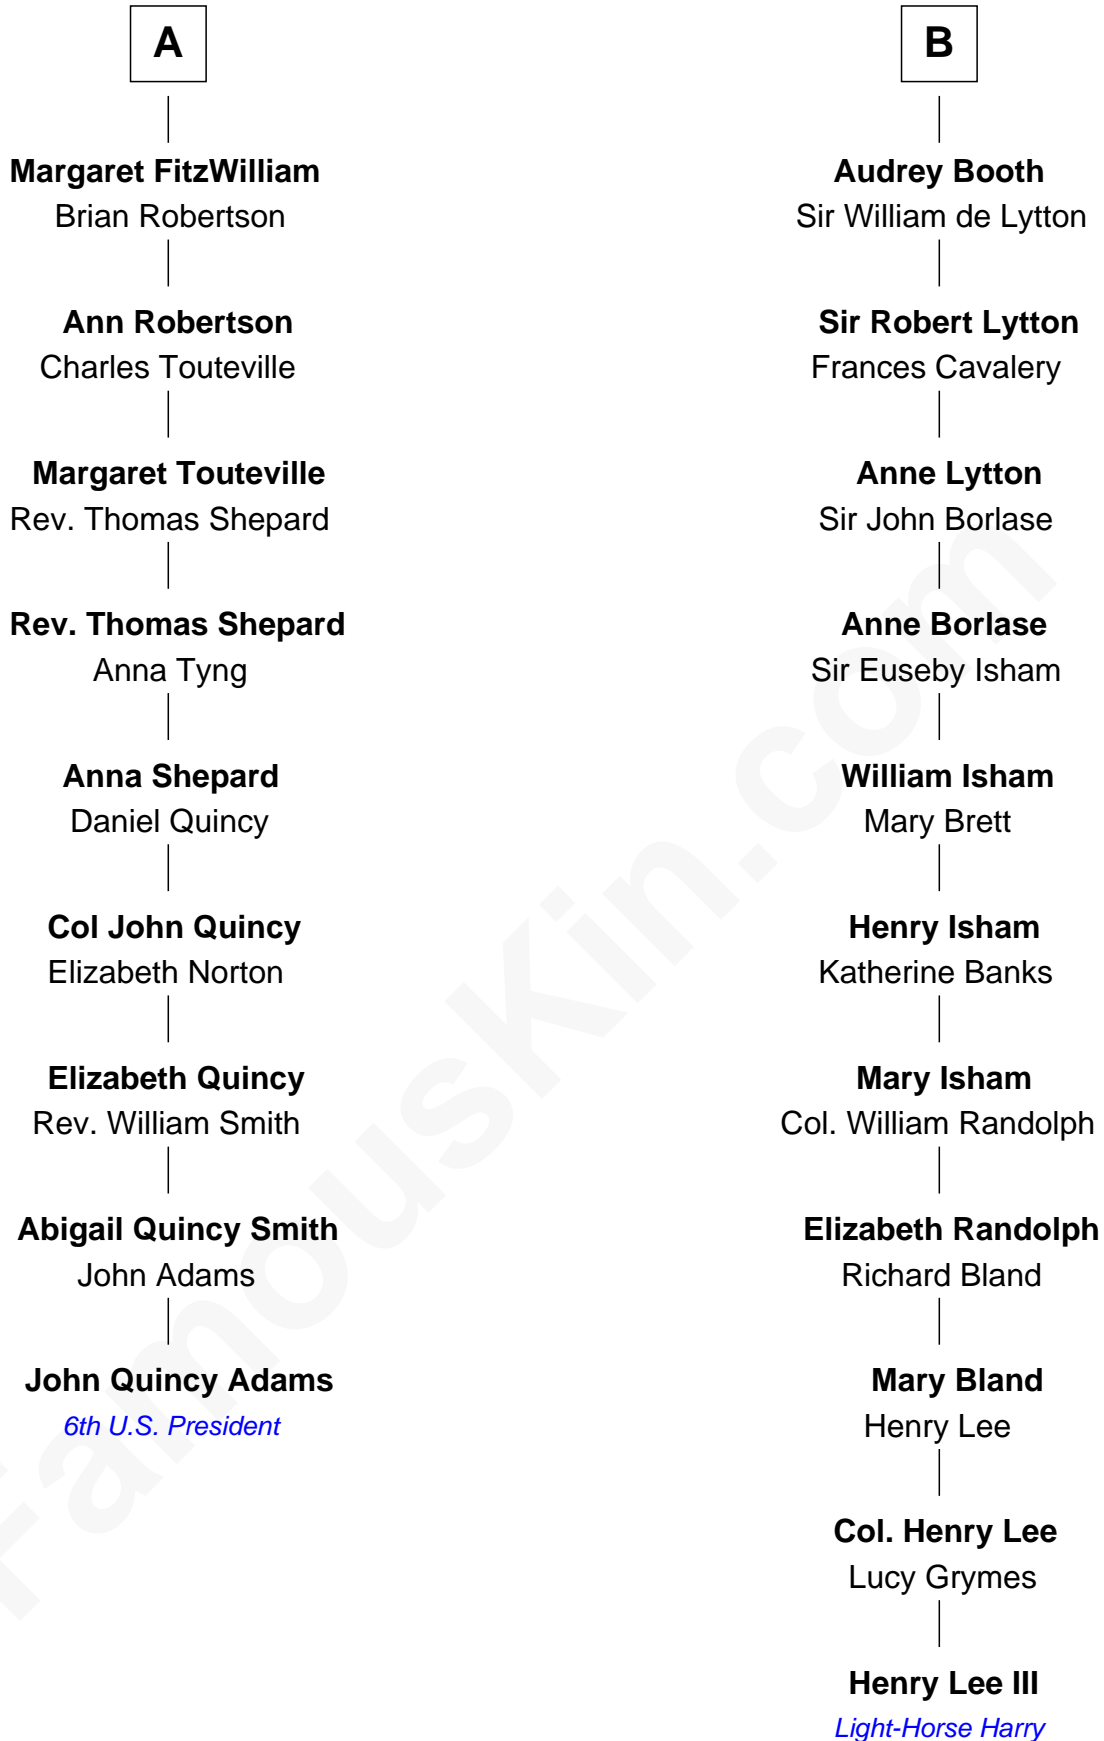 A
Margaret FitzWilliam
Brian Robertson
Ann Robertson
Charles Touteville
Margaret Touteville
Rev. Thomas Shepard
Rev. Thomas Shepard
Anna Tyng
Anna Shepard
Daniel Quincy
Col John Quincy
Elizabeth Norton
Elizabeth Quincy
Rev. William Smith
Abigail Quincy Smith
John Adams
John Quincy Adams
6th U.S. President
B
Audrey Booth
Sir William de Lytton
Sir Robert Lytton
Frances Cavalery
Anne Lytton
Sir John Borlase
Anne Borlase
Sir Euseby Isham
William Isham
Mary Brett
Henry Isham
Katherine Banks
Mary Isham
Col. William Randolph
Elizabeth Randolph
Richard Bland
Mary Bland
Henry Lee
Col. Henry Lee
Lucy Grymes
Henry Lee III
Light-Horse Harry
FamousKin.com